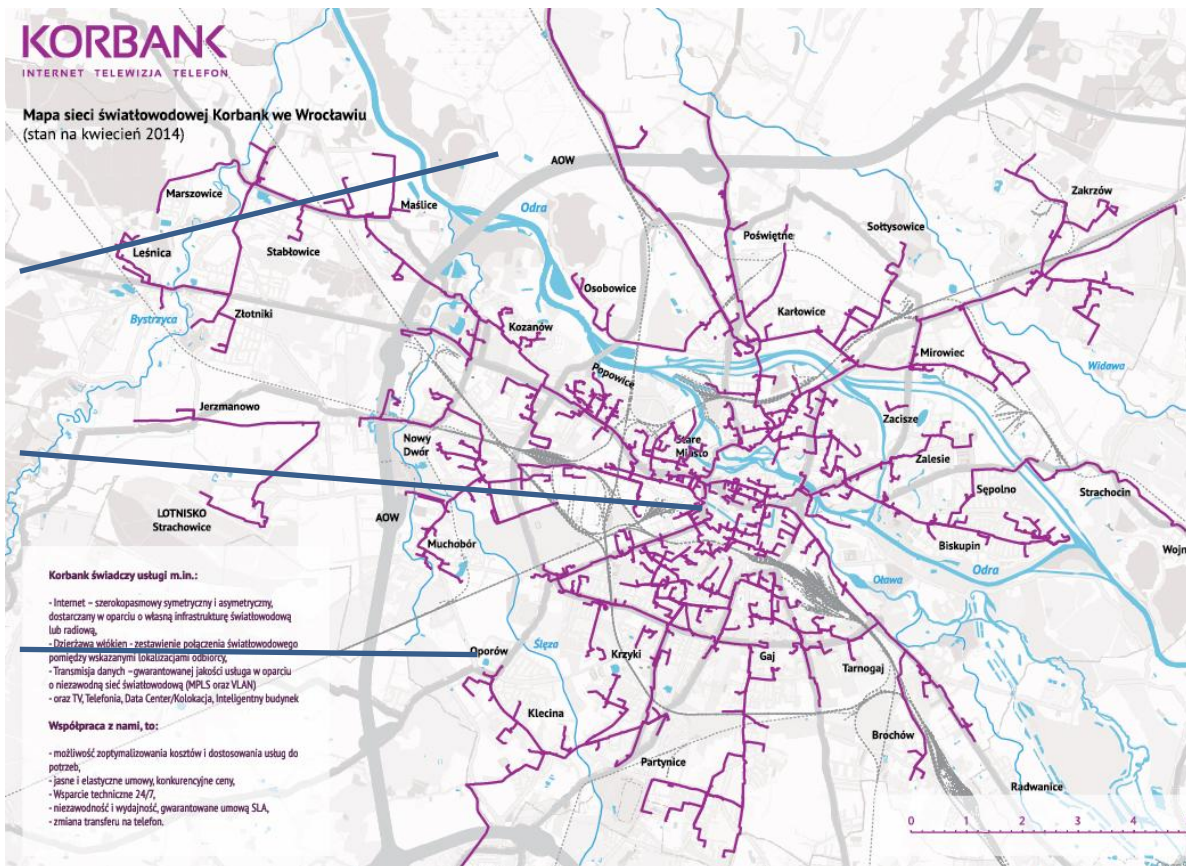 KORBANK
INTERNET TELEWIZJA TELEFON
Mapa sieci światłowodowej Korbank we Wrocławiu
(stan na kwiecień 2014)
AOW
Marszowice
Maślice
Odra
Zakrzów
Leśnica
Stabłowice
Poświętne
Sołtysowice
Osobowice
Bystrzyca
Złotniki
Kozanów
Karłowice
Mirowiec
Widawa
Popowice
Jerzmanowo
Zacisze
Nowy
Dwór
Stare
Miasto
Zalesie
Sępolno
Strachocin
LOTNISKO
Strachowice
AOW
Muchobór
Biskupin
Wojn
Odra
Oława
Korbank świadczy usługi m.in.:
- Internet – szerokopasmowy symetryczny i asymetryczny,
dostarczany w oparciu o własną infrastrukturę światłowodową
lub radiową,
- Dzierżawa włókien - zestawienie połączenia światłowodowego
pomiędzy wskazanymi lokalizacjami odbiorcy,
- Transmisja danych – gwarantowanej jakości usługa w oparciu
o niezawodną sieć światłowodową (MPLS oraz VLAN)
- oraz TV, Telefonia, Data Center/Kolokacja, Inteligentny budynek
Współpraca z nami, to:
- możliwość zoptymalizowania kosztów i dostosowania usług do
potrzeb,
- jasne i elastyczne umowy, konkurencyjne ceny,
- Wsparcie techniczne 24/7,
- niezawodność i wydajność, gwarantowane umową SLA,
- zmiana transferu na telefon.
Oporów
Ślęza
Krzyki
Gaj
Tarnogaj
Klecina
Brochów
Partynice
Radwanice
0 1 2 3 4